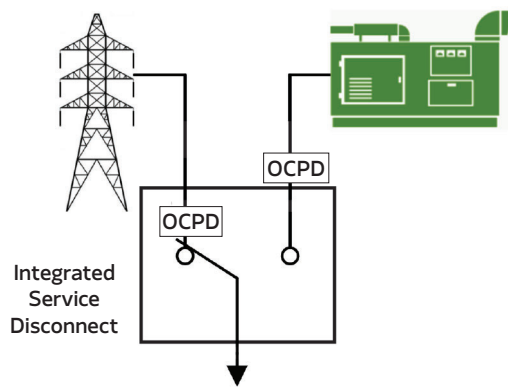 OCPD
OCPD
Integrated
Service
Disconnect